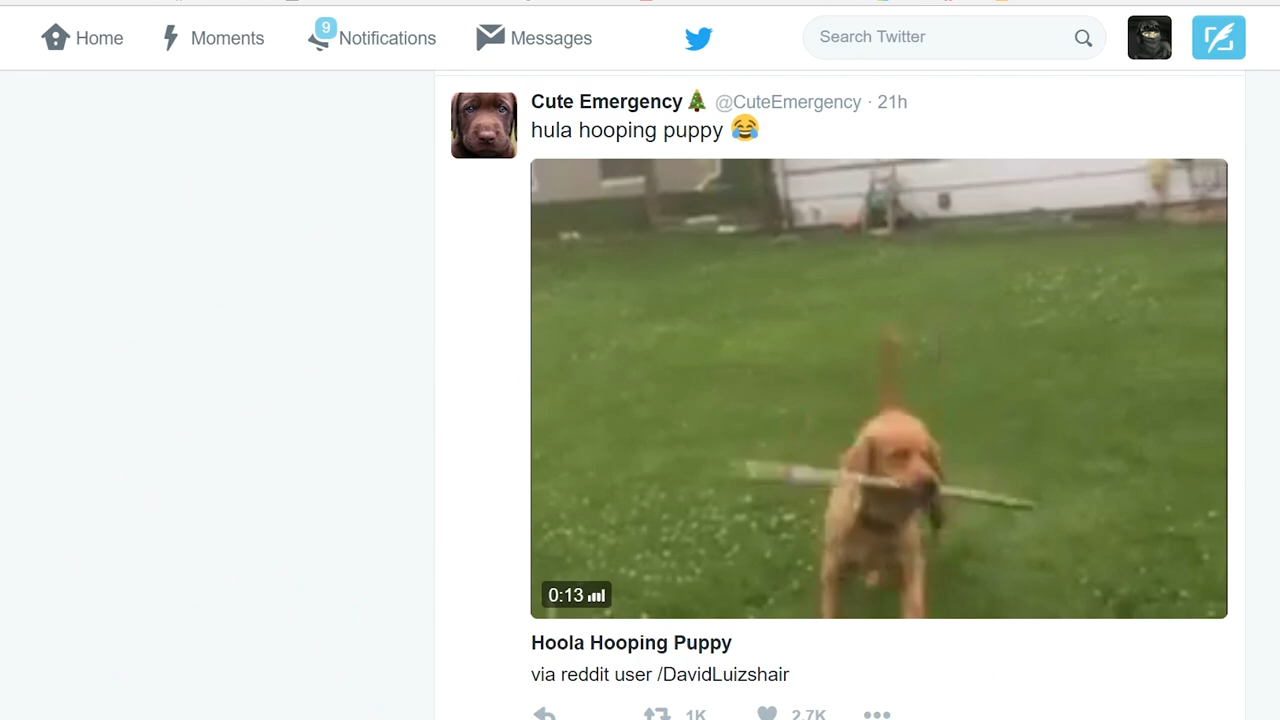 Home Moments 9 Notifications Messages Search Twitter
Cute Emergency🎄 @CuteEmergency · 21h
hula hooping puppy 😂
0:13
Hoola Hooping Puppy
via reddit user /DavidLuizshair
1K 2.7K